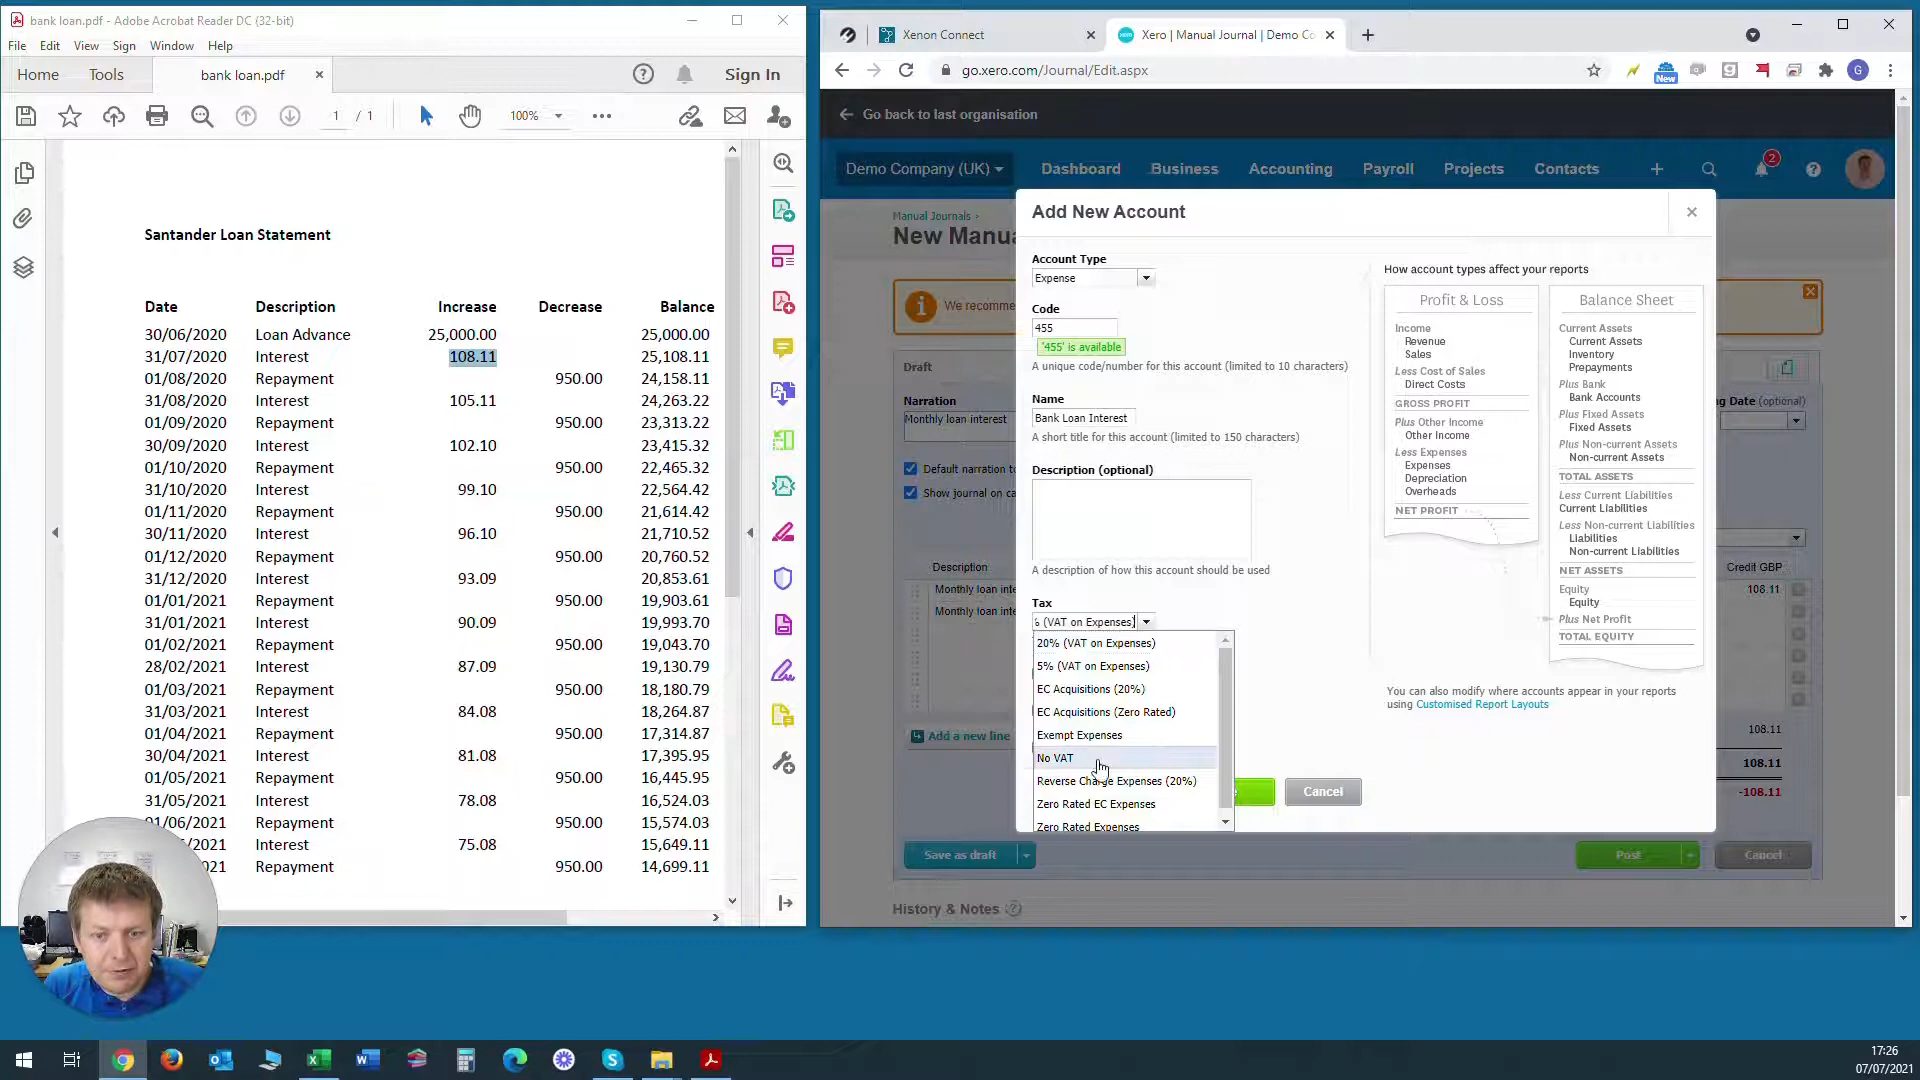 bank loan.pdf - Adobe Acrobat Reader DC (32-bit)
File Edit View Sign Window Help
Home Tools bank loan.pdf × Sign In
1 / 1 100%
Santander Loan Statement
Date Description Increase Decrease Balance
30/06/2020 Loan Advance 25,000.00 25,000.00
31/07/2020 Interest 108.11 25,108.11
01/08/2020 Repayment 950.00 24,158.11
31/08/2020 Interest 105.11 24,263.22
01/09/2020 Repayment 950.00 23,313.22
30/09/2020 Interest 102.10 23,415.32
01/10/2020 Repayment 950.00 22,465.32
31/10/2020 Interest 99.10 22,564.42
01/11/2020 Repayment 950.00 21,614.42
30/11/2020 Interest 96.10 21,710.52
01/12/2020 Repayment 950.00 20,760.52
31/12/2020 Interest 93.09 20,853.61
01/01/2021 Repayment 950.00 19,903.61
31/01/2021 Interest 90.09 19,993.70
01/02/2021 Repayment 950.00 19,043.70
28/02/2021 Interest 87.09 19,130.79
01/03/2021 Repayment 950.00 18,180.79
31/03/2021 Interest 84.08 18,264.87
01/04/2021 Repayment 950.00 17,314.87
30/04/2021 Interest 81.08 17,395.95
01/05/2021 Repayment 950.00 16,445.95
31/05/2021 Interest 78.08 16,524.03
01/06/2021 Repayment 950.00 15,574.03
/2021 Interest 75.08 15,649.11
021 Repayment 950.00 14,699.11
Xenon Connect
Xero | Manual Journal | Demo Co
go.xero.com/Journal/Edit.aspx
New
G
Go back to last organisation
Demo Company (UK) Dashboard Business Accounting Payroll Projects Contacts
2
Manual Journals ›
New Manu
We recomme
Draft
Narration
Monthly loan interest
Default narration to
Show journal on ca
ng Date (optional)
Description
Credit GBP
Monthly loan inte
108.11
Monthly loan inte
Add a new line
108.11
108.11
-108.11
Save as draft
Post
Cancel
History & Notes
Add New Account
Account Type
Expense
Code
455
'455' is available
A unique code/number for this account (limited to 10 characters)
Name
Bank Loan Interest
A short title for this account (limited to 150 characters)
Description (optional)
A description of how this account should be used
Tax
(VAT on Expenses)
20% (VAT on Expenses)
5% (VAT on Expenses)
EC Acquisitions (20%)
EC Acquisitions (Zero Rated)
Exempt Expenses
No VAT
Reverse Charge Expenses (20%)
Zero Rated EC Expenses
Zero Rated Expenses
Cancel
How account types affect your reports
Profit & Loss
Income
Revenue
Sales
Less Cost of Sales
Direct Costs
GROSS PROFIT
Plus Other Income
Other Income
Less Expenses
Expenses
Depreciation
Overheads
NET PROFIT
Balance Sheet
Current Assets
Current Assets
Inventory
Prepayments
Plus Bank
Bank Accounts
Plus Fixed Assets
Fixed Assets
Plus Non-current Assets
Non-current Assets
TOTAL ASSETS
Less Current Liabilities
Current Liabilities
Less Non-current Liabilities
Liabilities
Non-current Liabilities
NET ASSETS
Equity
Equity
Plus Net Profit
TOTAL EQUITY
You can also modify where accounts appear in your reports
using Customised Report Layouts
17:26
07/07/2021